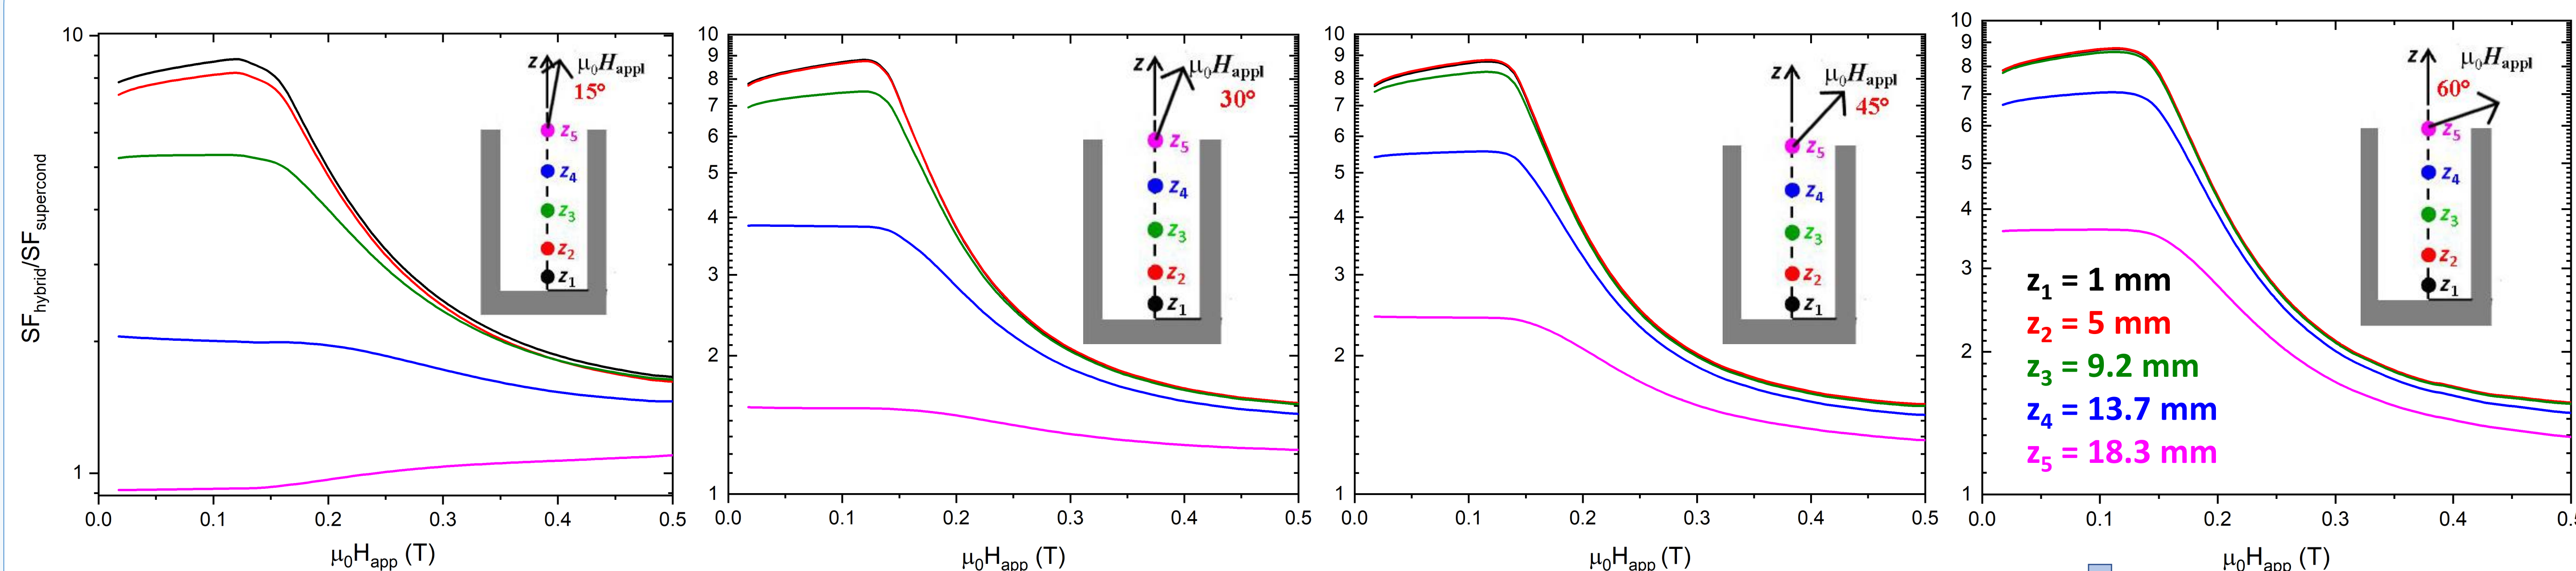 SFhybrid/SFsupercond
10
1
0.0 0.1 0.2 0.3 0.4 0.5
μ0Happ (T)
z
μ0Happl
15°
z5
z4
z3
z2
z1
10
9
8
7
6
5
4
3
2
1
0.0 0.1 0.2 0.3 0.4 0.5
μ0Happ (T)
z
μ0Happl
30°
z5
z4
z3
z2
z1
10
9
8
7
6
5
4
3
2
1
0.0 0.1 0.2 0.3 0.4 0.5
μ0Happ (T)
z
μ0Happl
45°
z5
z4
z3
z2
z1
10
9
8
7
6
5
4
3
2
1
0.0 0.1 0.2 0.3 0.4
μ0Happ (T)
z
μ0Happl
60°
z5
z4
z3
z2
z1
z1 = 1 mm
z2 = 5 mm
z3 = 9.2 mm
z4 = 13.7 mm
z5 = 18.3 mm